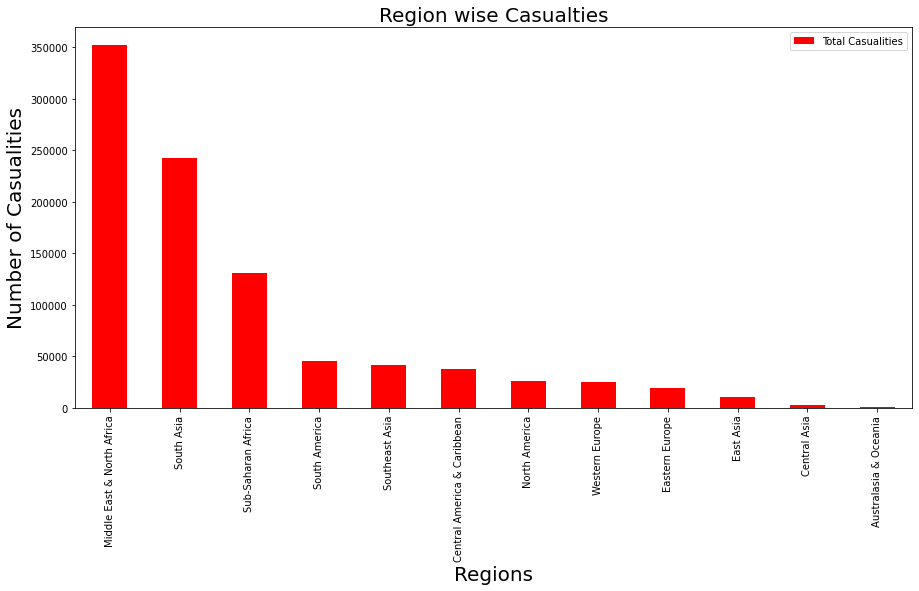 Region wise Casualties
Total Casualities
Number of Casualities
350000
300000
250000
200000
150000
100000
50000
0
Middle East & North Africa
South Asia
Sub-Saharan Africa
South America
Southeast Asia
Central America & Caribbean
North America
Western Europe
Eastern Europe
East Asia
Central Asia
Australasia & Oceania
Regions